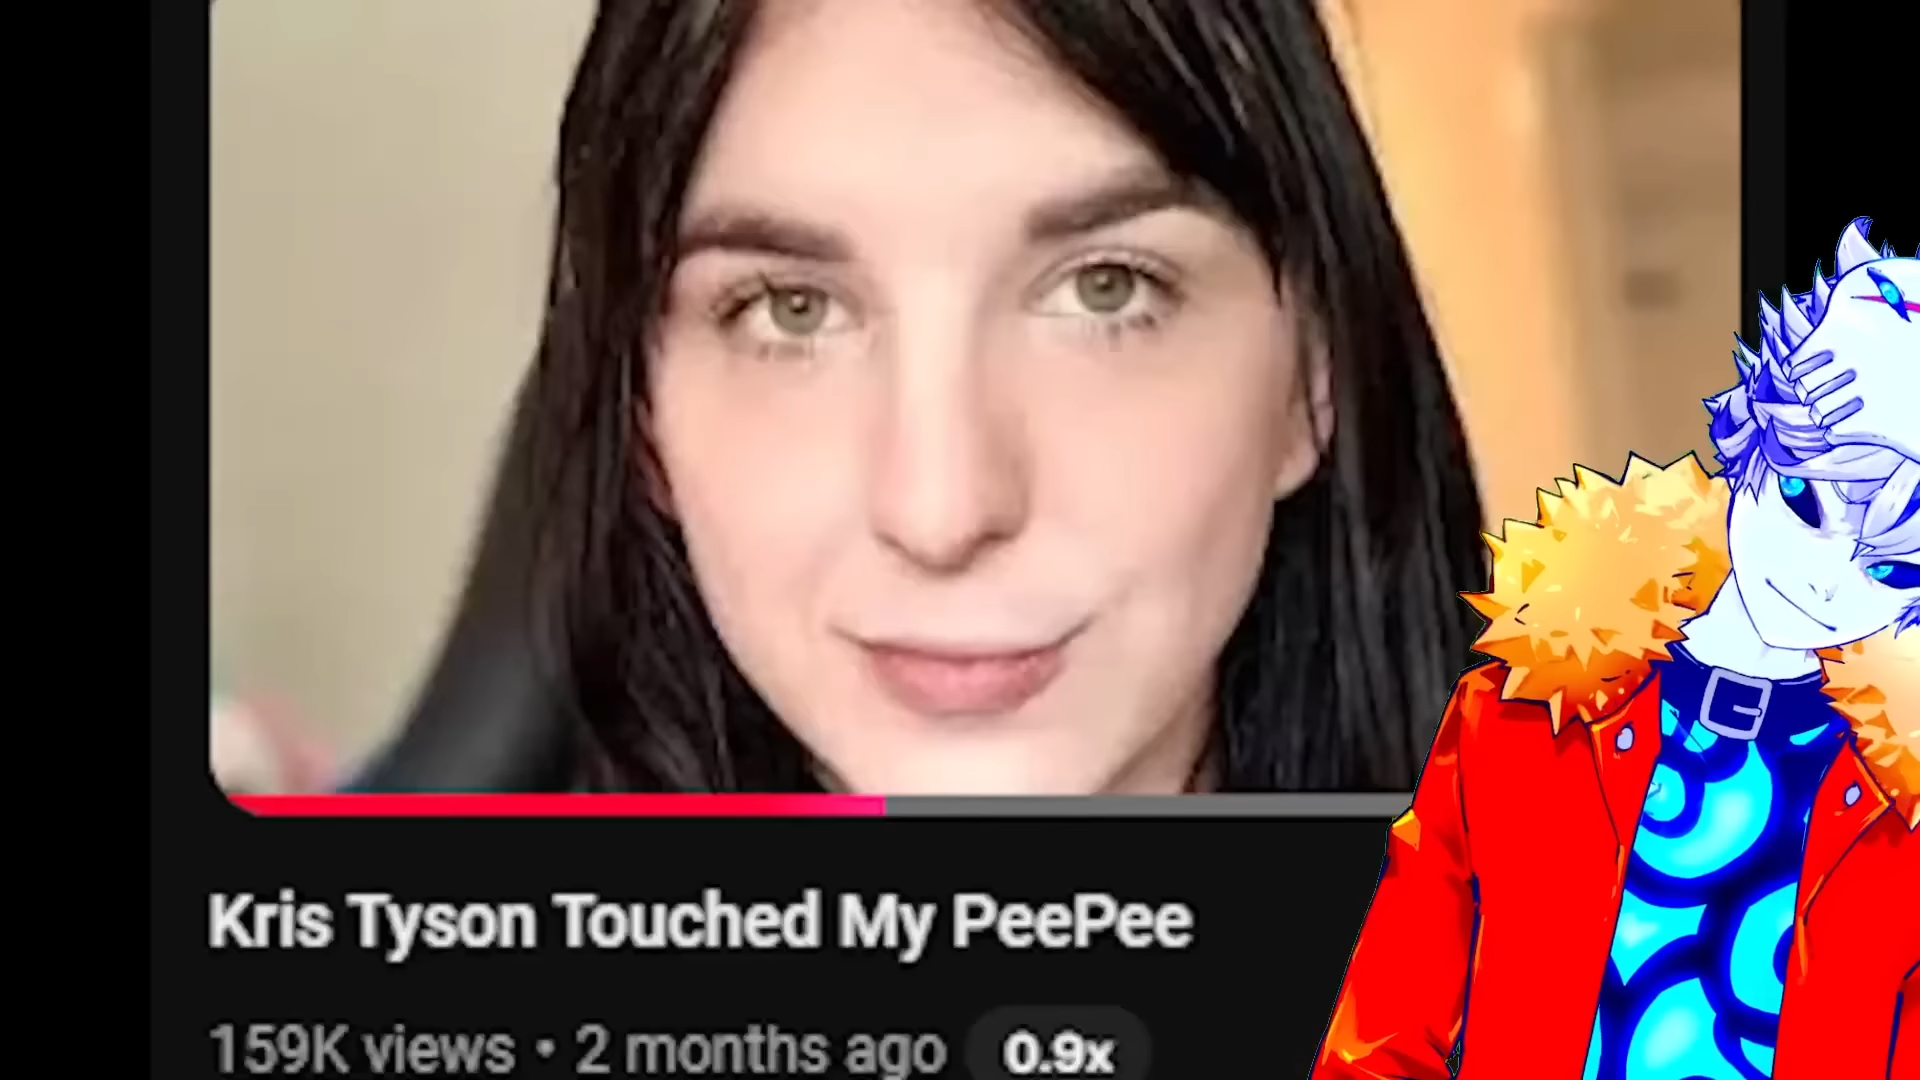 Kris Tyson Touched My PeePee
159K views • 2 months ago 0.9x